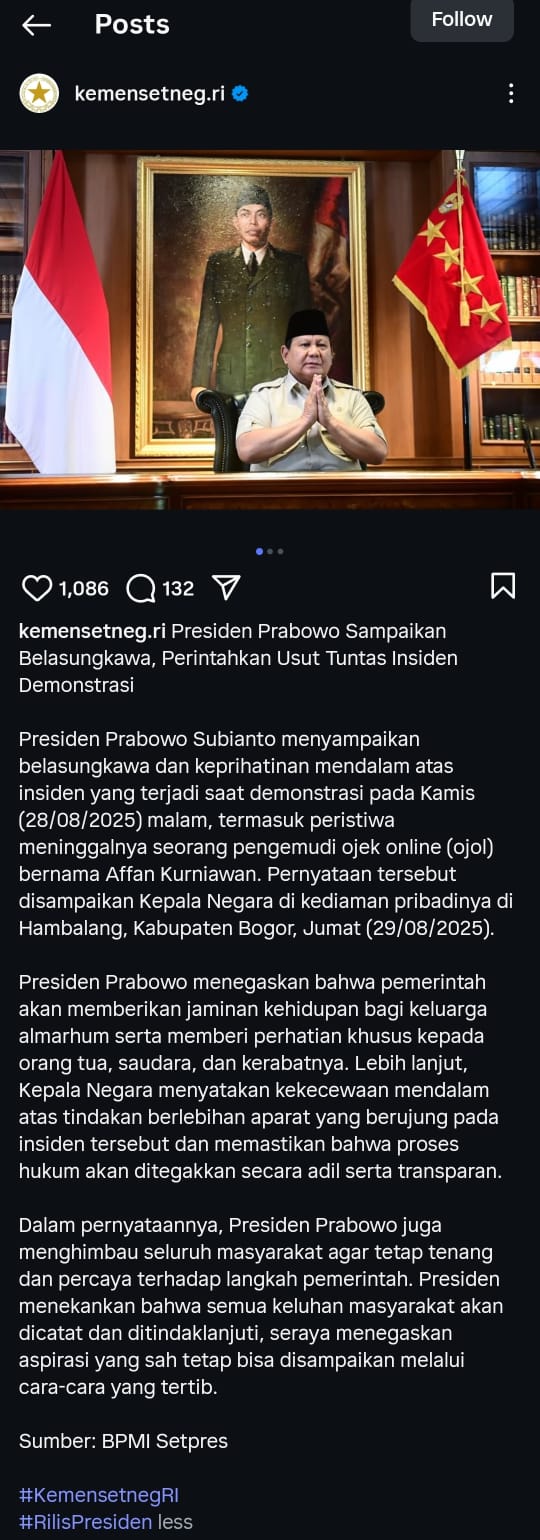 Posts
Follow
kemensetneg.ri
1,086
132
kemensetneg.ri Presiden Prabowo Sampaikan
Belasungkawa, Perintahkan Usut Tuntas Insiden
Demonstrasi
Presiden Prabowo Subianto menyampaikan
belasungkawa dan keprihatinan mendalam atas
insiden yang terjadi saat demonstrasi pada Kamis
(28/08/2025) malam, termasuk peristiwa
meninggalnya seorang pengemudi ojek online (ojol)
bernama Affan Kurniawan. Pernyataan tersebut
disampaikan Kepala Negara di kediaman pribadinya di
Hambalang, Kabupaten Bogor, Jumat (29/08/2025).
Presiden Prabowo menegaskan bahwa pemerintah
akan memberikan jaminan kehidupan bagi keluarga
almarhum serta memberi perhatian khusus kepada
orang tua, saudara, dan kerabatnya. Lebih lanjut,
Kepala Negara menyatakan kekecewaan mendalam
atas tindakan berlebihan aparat yang berujung pada
insiden tersebut dan memastikan bahwa proses
hukum akan ditegakkan secara adil serta transparan.
Dalam pernyataannya, Presiden Prabowo juga
menghimbau seluruh masyarakat agar tetap tenang
dan percaya terhadap langkah pemerintah. Presiden
menekankan bahwa semua keluhan masyarakat akan
dicatat dan ditindaklanjuti, seraya menegaskan
aspirasi yang sah tetap bisa disampaikan melalui
cara-cara yang tertib.
Sumber: BPMI Setpres
#KemensetnegRI
#RilisPresiden less